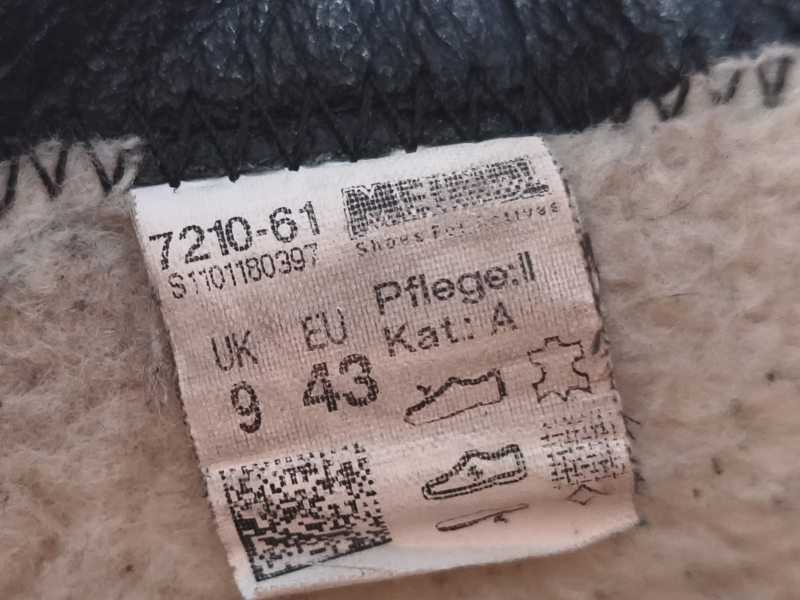 7210-61
S1101180397
MEINDL
Shoes For Actives
Pflege:II
Kat.: A
UK EU
9 43